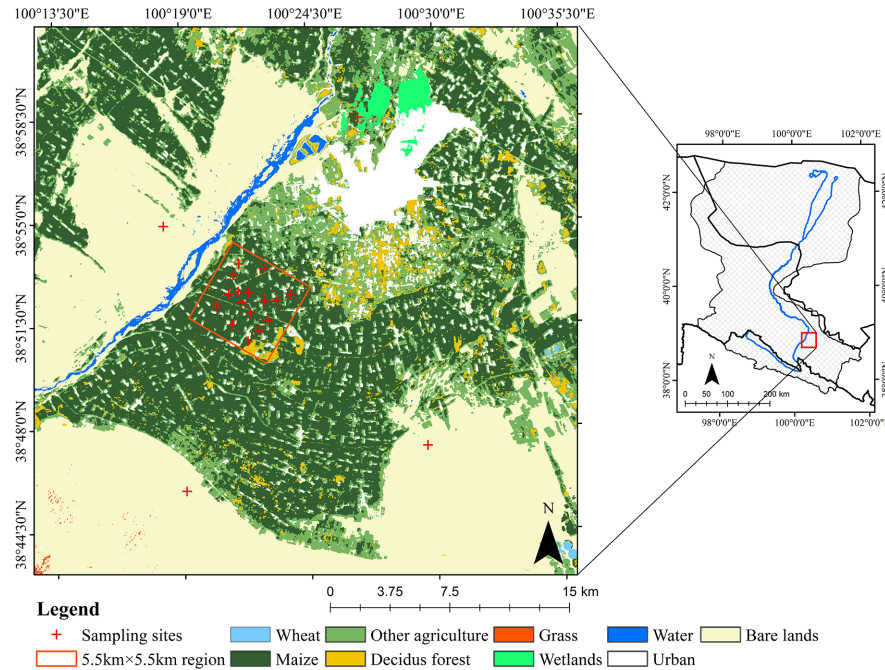 100°13'30"E 100°19'0"E 100°24'30"E 100°30'0"E 100°35'30"E
38°58'30"N
38°55'0"N
38°51'30"N
38°48'0"N
38°44'30"N
N
98°0'0"E 100°0'0"E 102°0'0"E
42°0'0"N
40°0'0"N
38°0'0"N
N
0 50 100 200 km
98°0'0"E 100°0'0"E 102°0'0"E
0 3.75 7.5 15 km
Legend
Sampling sites Wheat Other agriculture Grass Water Bare lands
5.5km×5.5km region Maize Decidus forest Wetlands Urban